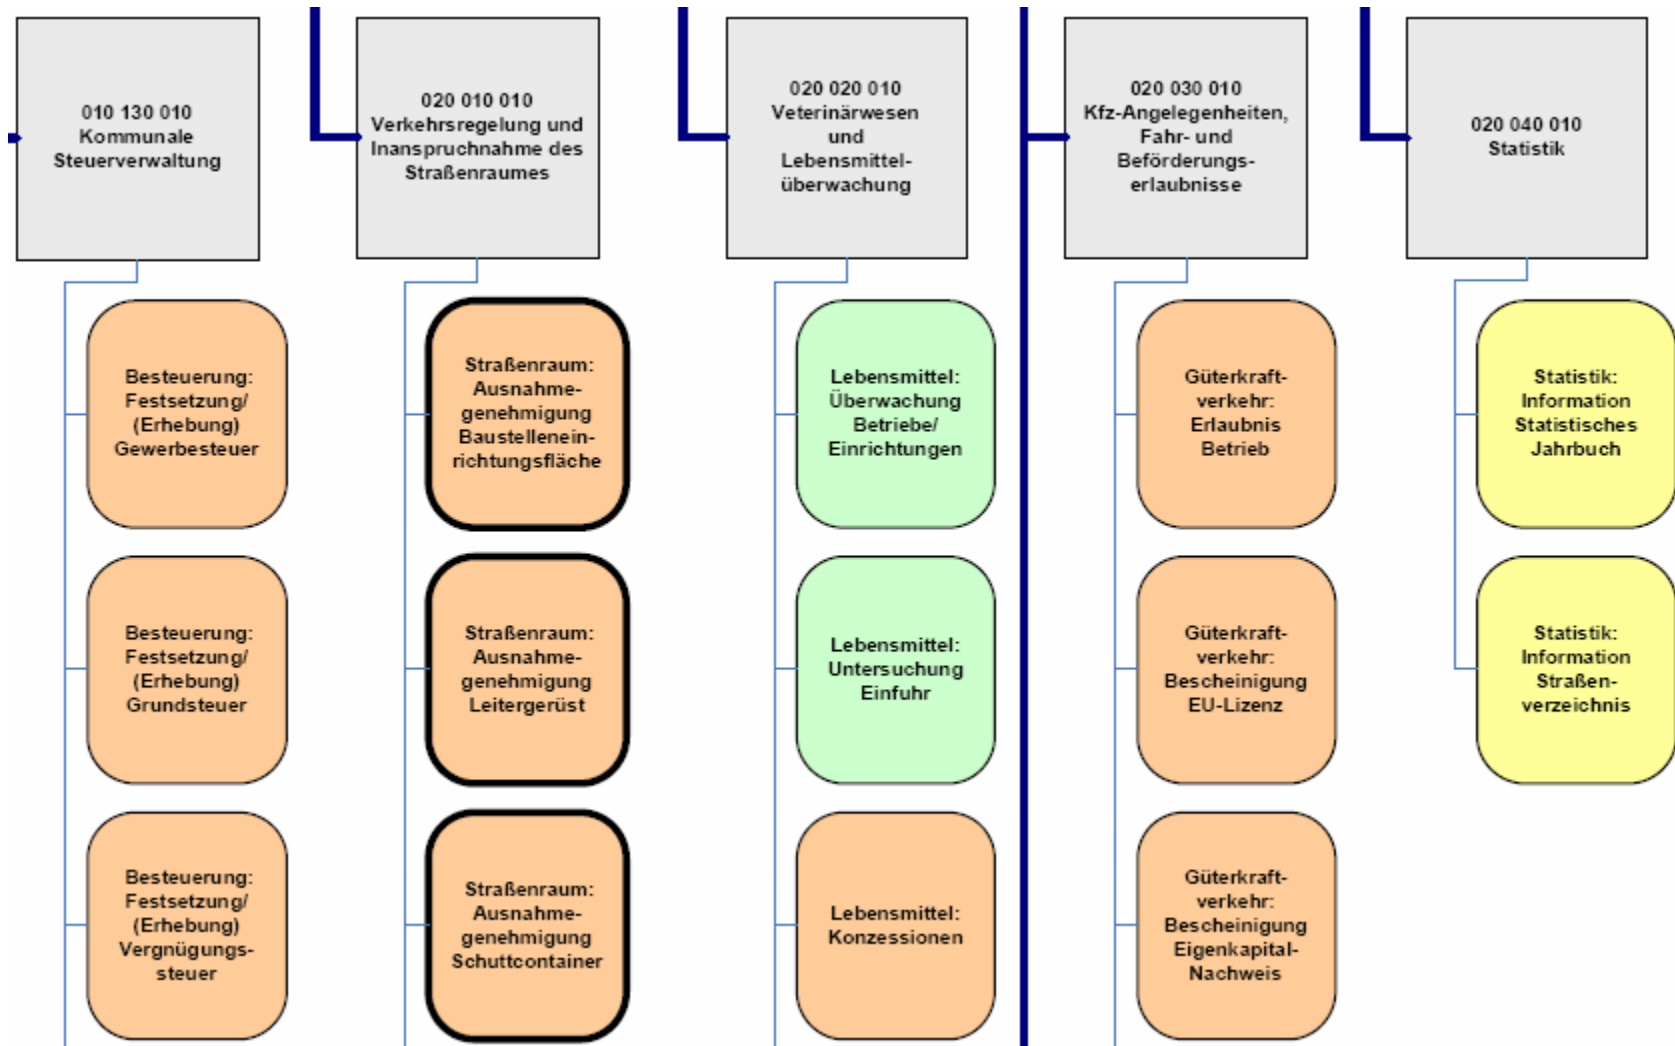 010 130 010
Kommunale
Steuerverwaltung
020 010 010
Verkehrsregelung und
Inanspruchnahme des
Straßenraumes
020 020 010
Veterinärwesen
und
Lebensmittel-
überwachung
020 030 010
Kfz-Angelegenheiten,
Fahr- und
Beförderungs-
erlaubnisse
020 040 010
Statistik
Besteuerung:
Festsetzung/
(Erhebung)
Gewerbesteuer
Straßenraum:
Ausnahme-
genehmigung
Baustellenein-
richtungsfläche
Lebensmittel:
Überwachung
Betriebe/
Einrichtungen
Güterkraft-
verkehr:
Erlaubnis
Betrieb
Statistik:
Information
Statistisches
Jahrbuch
Besteuerung:
Festsetzung/
(Erhebung)
Grundsteuer
Straßenraum:
Ausnahme-
genehmigung
Leitergerüst
Lebensmittel:
Untersuchung
Einfuhr
Güterkraft-
verkehr:
Bescheinigung
EU-Lizenz
Statistik:
Information
Straßen-
verzeichnis
Besteuerung:
Festsetzung/
(Erhebung)
Vergnügungs-
steuer
Straßenraum:
Ausnahme-
genehmigung
Schuttcontainer
Lebensmittel:
Konzessionen
Güterkraft-
verkehr:
Bescheinigung
Eigenkapital-
Nachweis